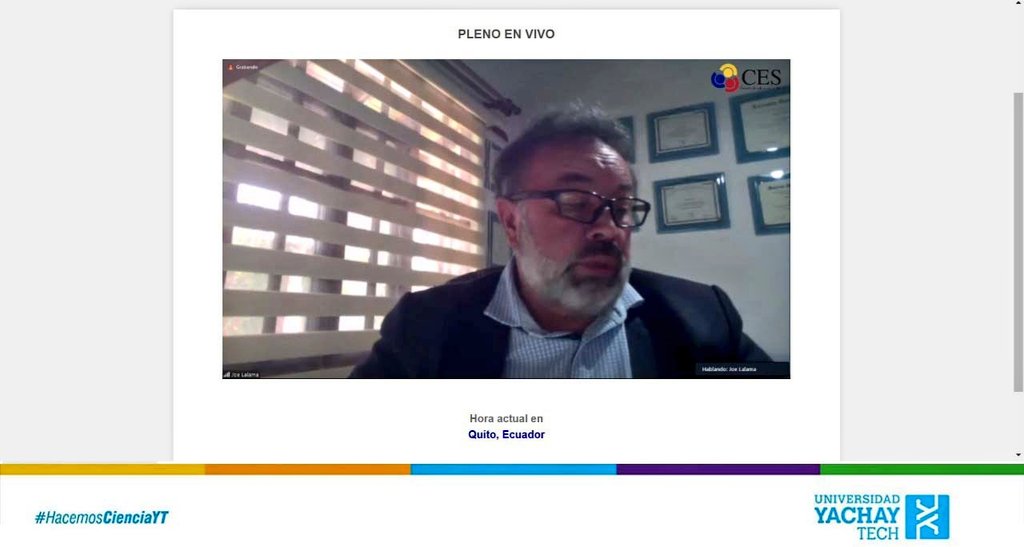 PLENO EN VIVO
Grabando
CES
Hablando: Joe Lalama
Joe Lalama
Hora actual en
Quito, Ecuador
#HacemosCienciaYT
UNIVERSIDAD
YACHAY
TECH